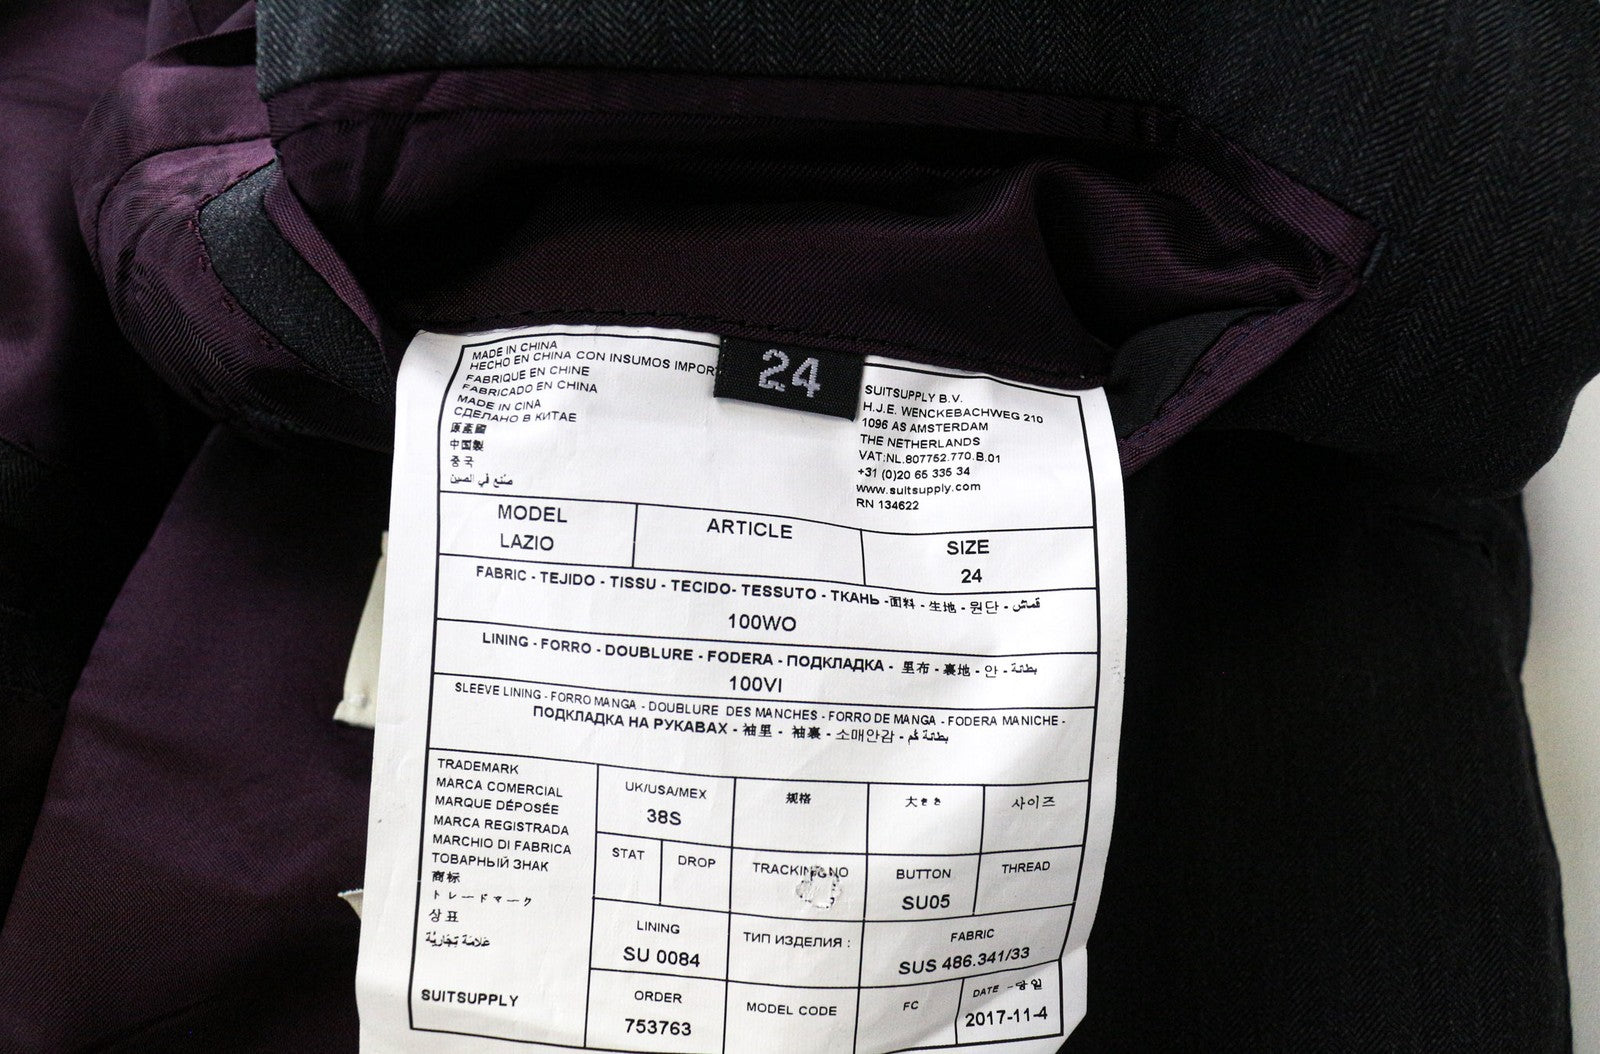 MADE IN CHINA
HECHO EN CHINA CON INSUMOS IMPOR
FABRIQUE EN CHINE
FABRICADO EN CHINA
MADE IN CINA
СДЕЛАНО В КИТАЕ
原産國
中国製
중국
صنع في الصين
24
SUITSUPPLY B.V.
H.J.E. WENCKEBACHWEG 210
1096 AS AMSTERDAM
THE NETHERLANDS
VAT:NL.807752.770.B.01
+31 (0)20 65 335 34
www.suitsupply.com
RN 134622
MODEL
LAZIO
ARTICLE
SIZE
24
FABRIC - TEJIDO - TISSU - TECIDO- TESSUTO - ТКАНЬ -面料 - 生地 - 원단 - قماش
100WO
LINING - FORRO - DOUBLURE - FODERA - ПОДКЛАДКА - 里布 - 裏地 - 안 - بطانة
100VI
SLEEVE LINING - FORRO MANGA - DOUBLURE DES MANCHES - FORRO DE MANGA - FODERA MANICHE -
ПОДКЛАДКА НА РУКАВАХ - 袖里 - 袖裏 - 소매안감 - بطانة كم
TRADEMARK
MARCA COMERCIAL
MARQUE DÉPOSÉE
MARCA REGISTRADA
MARCHIO DI FABRICA
ТОВАРНЫЙ ЗНАК
商标
トレードマーク
상표
علامة تجارية
SUITSUPPLY
UK/USA/MEX
38S
规格
大きさ
사이즈
STAT
DROP
TRACKING NO
BUTTON
SU05
THREAD
LINING
SU 0084
ТИП ИЗДЕЛИЯ :
FABRIC
SUS 486.341/33
ORDER
753763
MODEL CODE
FC
DATE -당일
2017-11-4